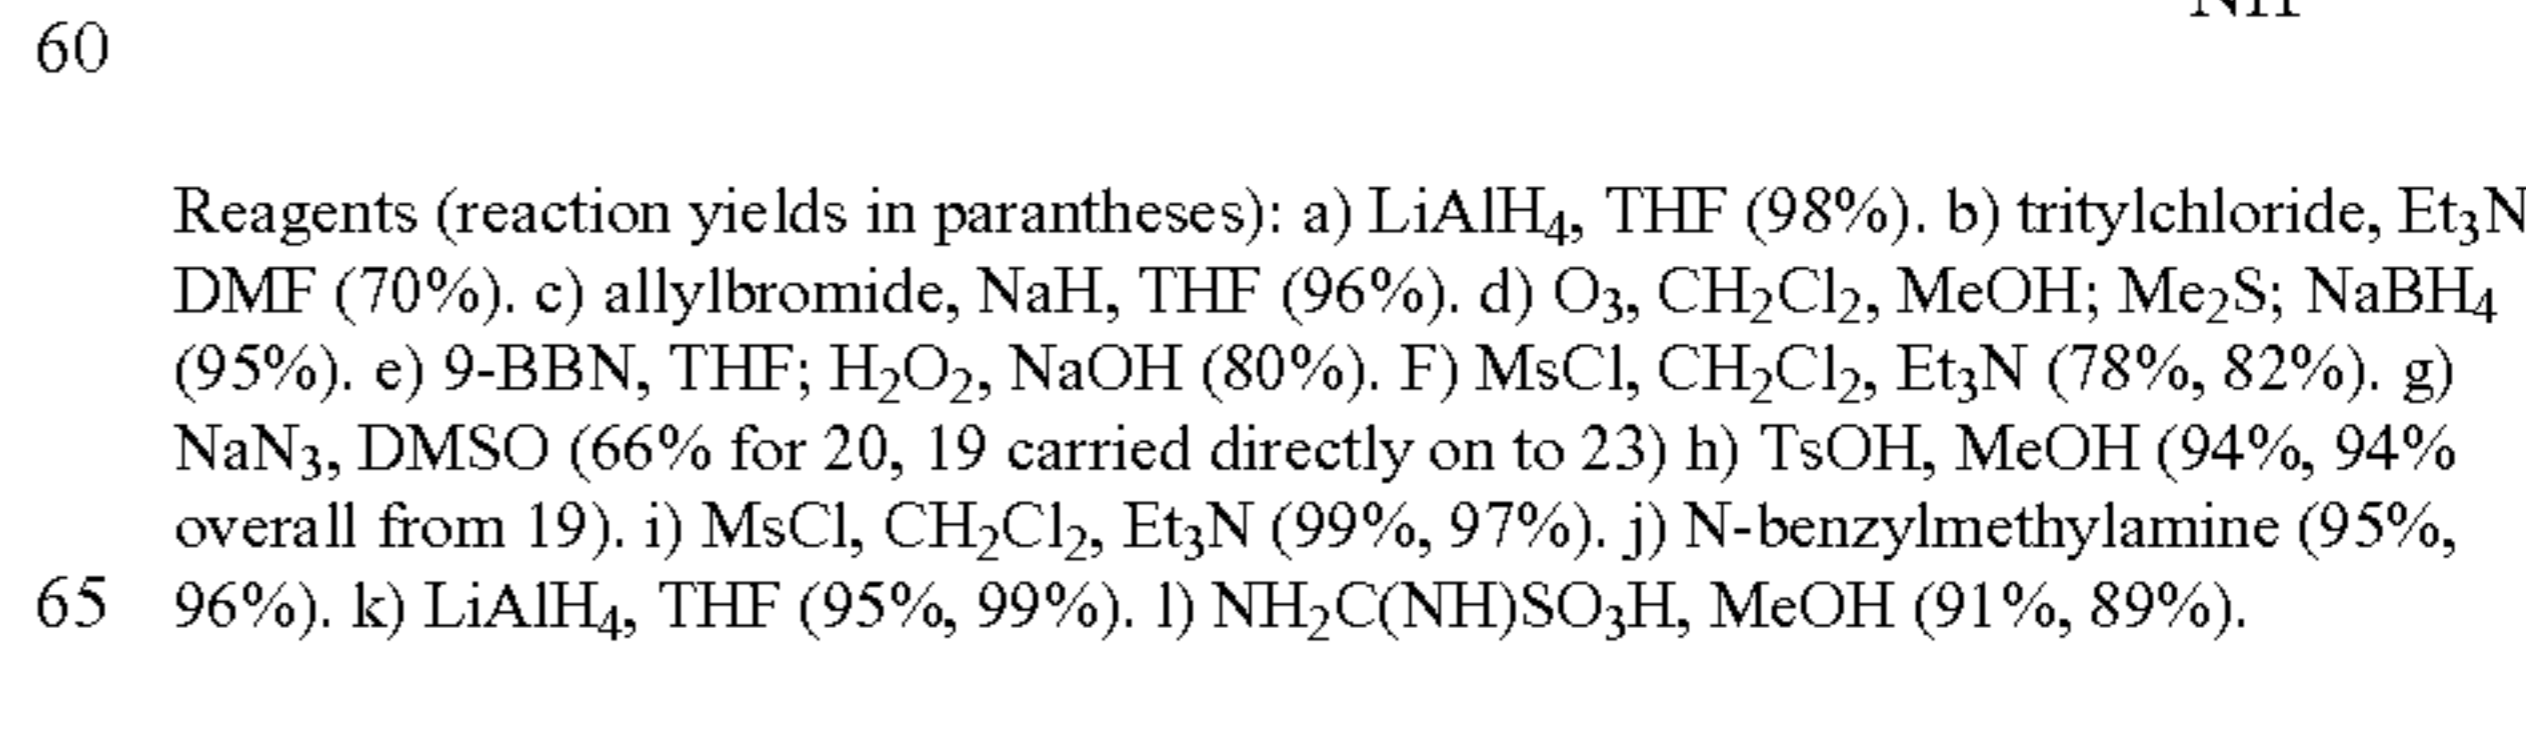 NH
60
Reagents (reaction yields in parantheses): a) LiAlH₄, THF (98%). b) tritylchloride, Et₃N
DMF (70%). c) allylbromide, NaH, THF (96%). d) O₃, CH₂Cl₂, MeOH; Me₂S; NaBH₄
(95%). e) 9-BBN, THF; H₂O₂, NaOH (80%). F) MsCl, CH₂Cl₂, Et₃N (78%, 82%). g)
NaN₃, DMSO (66% for 20, 19 carried directly on to 23) h) TsOH, MeOH (94%, 94%
overall from 19). i) MsCl, CH₂Cl₂, Et₃N (99%, 97%). j) N-benzylmethylamine (95%,
65 96%). k) LiAlH₄, THF (95%, 99%). l) NH₂C(NH)SO₃H, MeOH (91%, 89%).